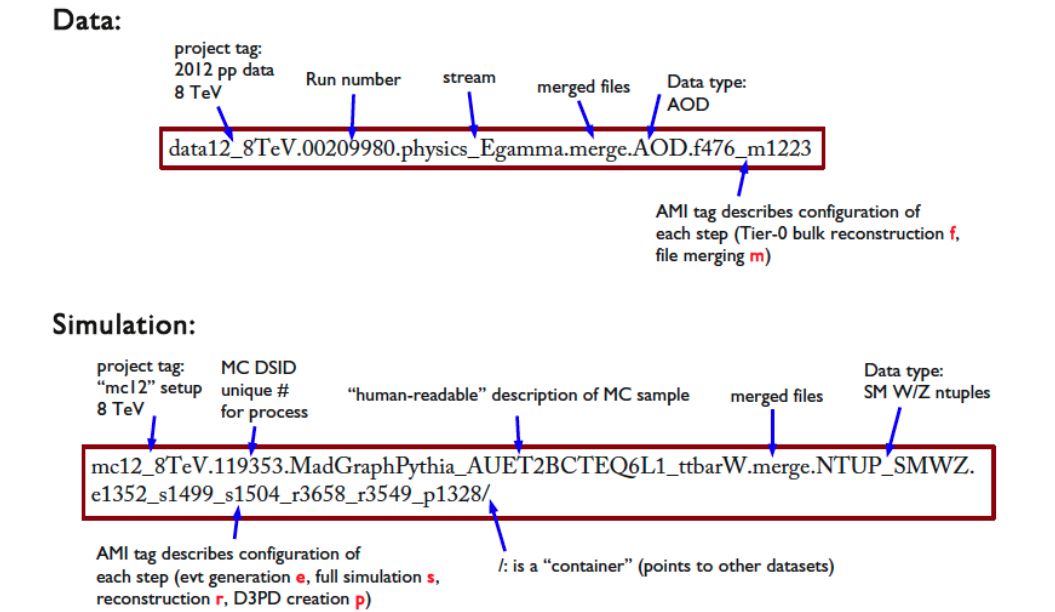 Data:
project tag:
2012 pp data
8 TeV
Run number
stream
merged files
Data type:
AOD
data12_8TeV.00209980.physics_Egamma.merge.AOD.f476_m1223
AMI tag describes configuration of
each step (Tier-0 bulk reconstruction f,
file merging m)
Simulation:
project tag:
“mc12” setup
8 TeV
MC DSID
unique #
for process
“human-readable” description of MC sample
merged files
Data type:
SM W/Z ntuples
mc12_8TeV.119353.MadGraphPythia_AUET2BCTEQ6L1_ttbarW.merge.NTUP_SMWZ.
e1352_s1499_s1504_r3658_r3549_p1328/
AMI tag describes configuration of
each step (evt generation e, full simulation s,
reconstruction r, D3PD creation p)
/: is a “container” (points to other datasets)